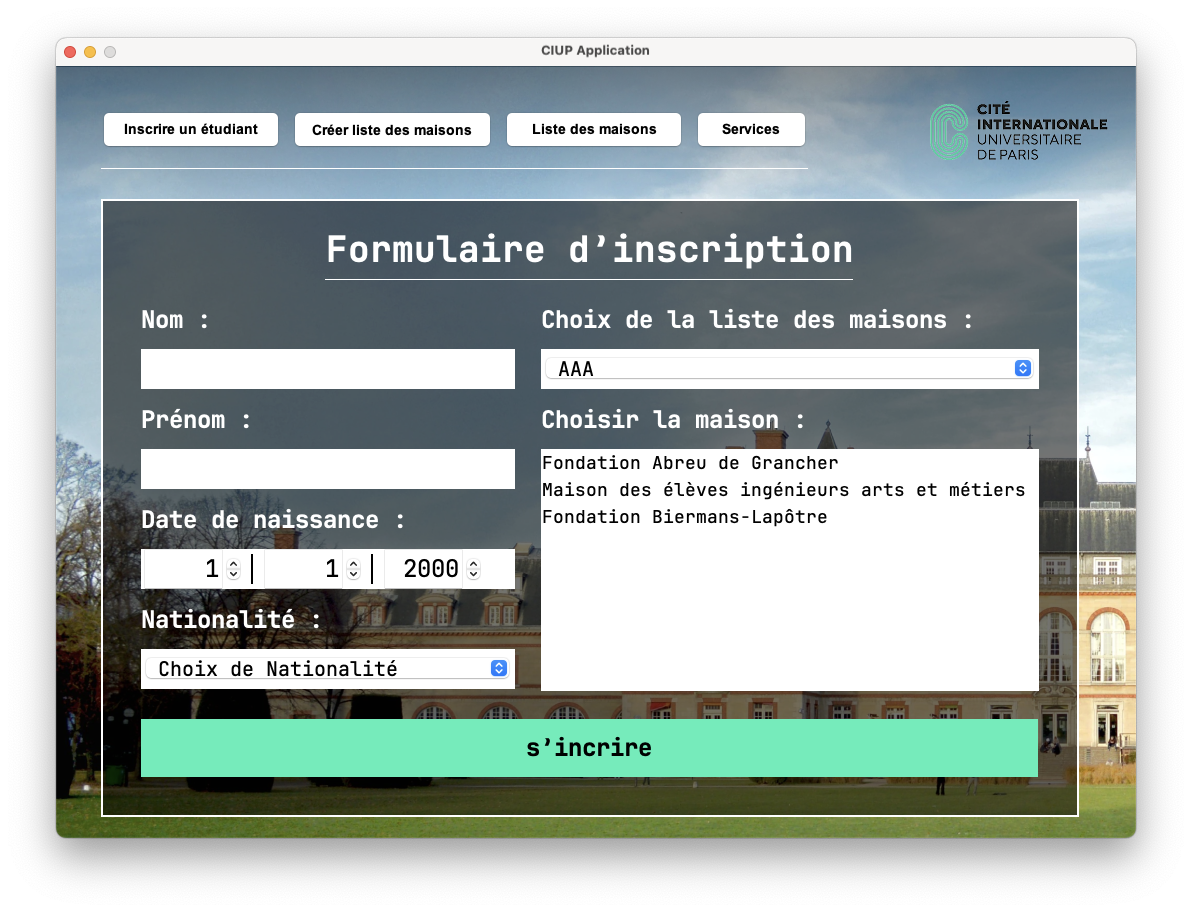 CIUP Application
Inscrire un étudiant
Créer liste des maisons
Liste des maisons
Services
CITÉ
INTERNATIONALE
UNIVERSITAIRE
DE PARIS
Formulaire d’inscription
Nom :
Choix de la liste des maisons :
AAA
Prénom :
Choisir la maison :
Fondation Abreu de Grancher
Maison des élèves ingénieurs arts et métiers
Fondation Biermans-Lapôtre
Date de naissance :
1 | 1 | 2000
Nationalité :
Choix de Nationalité
s’incrire